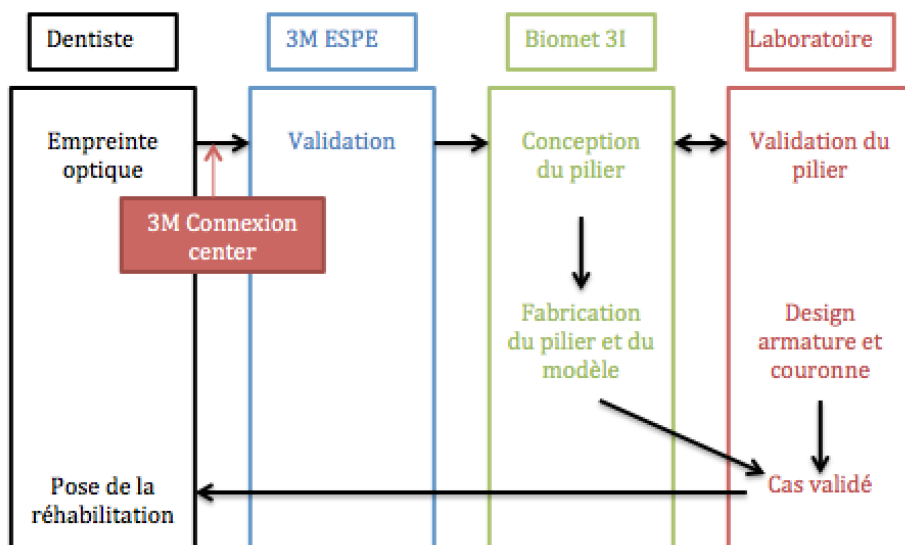 Dentiste
3M ESPE
Biomet 3I
Laboratoire
Empreinte
optique
Validation
Conception
du pilier
Validation du
pilier
3M Connexion
center
Fabrication
du pilier et du
modèle
Design
armature et
couronne
Pose de la
réhabilitation
Cas validé